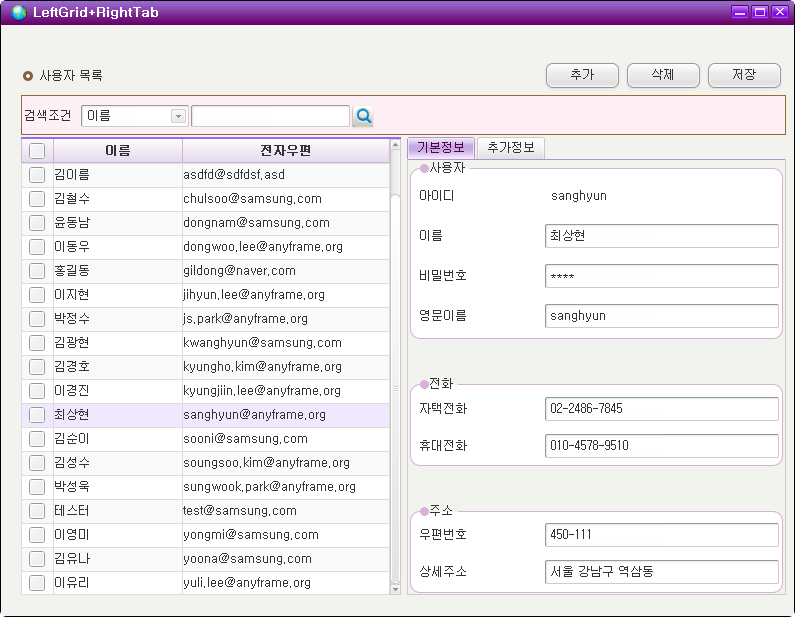 LeftGrid+RightTab
사용자 목록
추가 삭제 저장
검색조건 이름
이름 전자우편
김이름 asdfd@sdfdsf.asd
김철수 chulsoo@samsung.com
윤동남 dongnam@samsung.com
이동우 dongwoo.lee@anyframe.org
홍길동 gildong@naver.com
이지현 jihyun.lee@anyframe.org
박정수 js.park@anyframe.org
김광현 kwanghyun@samsung.com
김경호 kyungho.kim@anyframe.org
이경진 kyungjiin.lee@anyframe.org
최상현 sanghyun@anyframe.org
김순이 sooni@samsung.com
김성수 soungsoo.kim@anyframe.org
박성욱 sungwook.park@anyframe.org
테스터 test@samsung.com
이영미 yongmi@samsung.com
김유나 yoona@samsung.com
이유리 yuli.lee@anyframe.org
기본정보 추가정보
사용자
아이디 sanghyun
이름 최상현
비밀번호 ****
영문이름 sanghyun
전화
자택전화 02-2486-7845
휴대전화 010-4578-9510
주소
우편번호 450-111
상세주소 서울 강남구 역삼동